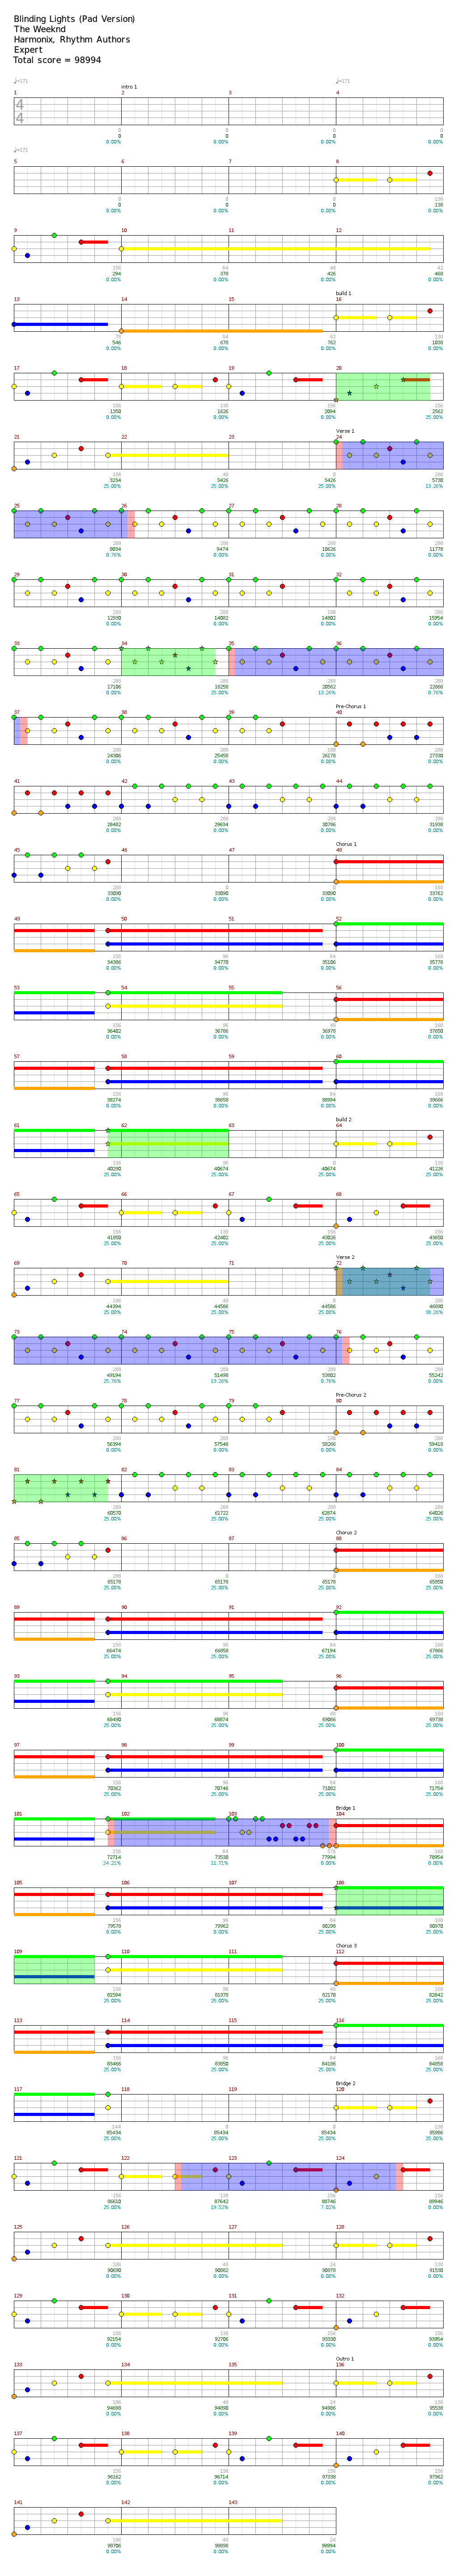 Blinding Lights (Pad Version)
The Weeknd
Harmonix, Rhythm Authors
Expert
Total score = 98994
♩=171 ♩=171
Intro 1
1 2 3 4
4
4
0 0 0 0
0 0 0 0
0.00% 0.00% 0.00% 0.00%
♩=171
5 6 7 8
0 0 0 138
0 0 0 138
0.00% 0.00% 0.00% 0.00%
9 10 11 12
294 378 426 468
0.00% 0.00% 0.00% 0.00%
build 1
13 14 15 16
546 678 762 1038
0.00% 0.00% 0.00% 0.00%
17 18 19 20
1350 1626 2094 2562
0.00% 0.00% 0.00% 25.00%
Verse 1
21 22 23 24
3234 3426 3426 5730
25.00% 25.00% 25.00% 13.26%
25 26 27 28
8034 9474 10626 11778
0.76% 0.00% 0.00% 0.00%
29 30 31 32
12930 14082 14802 15954
0.00% 0.00% 0.00% 0.00%
33 34 35 36
17106 18258 20562 22866
0.00% 25.00% 13.26% 0.76%
Pre-Chorus 1
37 38 39 40
24306 25458 26178 27330
0.00% 0.00% 0.00% 0.00%
41 42 43 44
28482 29634 30786 31938
0.00% 0.00% 0.00% 0.00%
Chorus 1
45 46 47 48
33090 33090 33090 33762
0.00% 0.00% 0.00% 0.00%
49 50 51 52
34386 34770 35106 35778
0.00% 0.00% 0.00% 0.00%
53 54 55 56
36402 36786 36978 37650
0.00% 0.00% 0.00% 0.00%
57 58 59 60
38274 38658 38994 39666
0.00% 0.00% 0.00% 0.00%
build 2
61 62 63 64
40290 40674 40674 41226
25.00% 25.00% 25.00% 25.00%
65 66 67 68
41850 42402 43026 43650
25.00% 25.00% 25.00% 25.00%
Verse 2
69 70 71 72
44394 44586 44586 46890
25.00% 25.00% 25.00% 38.26%
73 74 75 76
49194 51498 53802 55242
25.76% 13.26% 0.76% 0.00%
Pre-Chorus 2
77 78 79 80
56394 57546 58266 59418
0.00% 0.00% 0.00% 0.00%
81 82 83 84
60570 61722 62874 64026
25.00% 25.00% 25.00% 25.00%
Chorus 2
85 86 87 88
65178 65178 65178 65850
25.00% 25.00% 25.00% 25.00%
89 90 91 92
66474 66858 67194 67866
25.00% 25.00% 25.00% 25.00%
93 94 95 96
68490 68874 69066 69738
25.00% 25.00% 25.00% 25.00%
97 98 99 100
70362 70746 71082 71754
25.00% 25.00% 25.00% 25.00%
Bridge 1
101 102 103 104
72714 73530 77994 78954
24.21% 11.71% 0.00% 0.00%
105 106 107 108
79578 79962 80298 80970
0.00% 0.00% 0.00% 25.00%
Chorus 3
109 110 111 112
81594 81978 82170 82842
25.00% 25.00% 25.00% 25.00%
113 114 115 116
83466 83850 84186 84858
25.00% 25.00% 25.00% 25.00%
Bridge 2
117 118 119 120
85434 85434 85434 85986
25.00% 25.00% 25.00% 25.00%
121 122 123 124
86610 87642 88746 89946
25.00% 19.52% 7.02% 0.00%
125 126 127 128
90690 90882 90978 91530
0.00% 0.00% 0.00% 0.00%
129 130 131 132
92154 92706 93330 93954
0.00% 0.00% 0.00% 0.00%
Outro 1
133 134 135 136
94698 94890 94986 95538
0.00% 0.00% 0.00% 0.00%
137 138 139 140
96162 96714 97338 97962
0.00% 0.00% 0.00% 0.00%
141 142 143
98706 98898 98994
0.00% 0.00% 0.00%